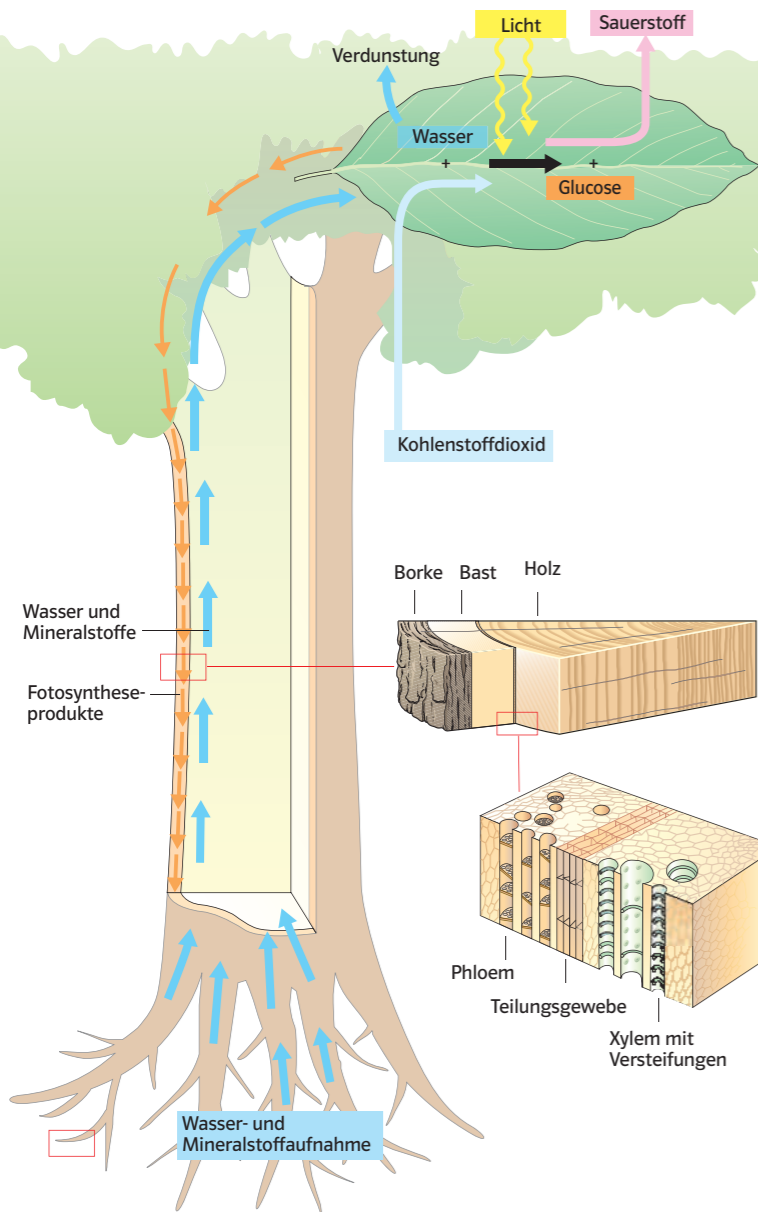 Licht
Sauerstoff
Verdunstung
Wasser
+
+
Glucose
Kohlenstoffdioxid
Borke
Bast
Holz
Wasser und
Mineralstoffe
Fotosynthese-
produkte
Phloem
Teilungsgewebe
Xylem mit
Versteifungen
Wasser- und
Mineralstoffaufnahme